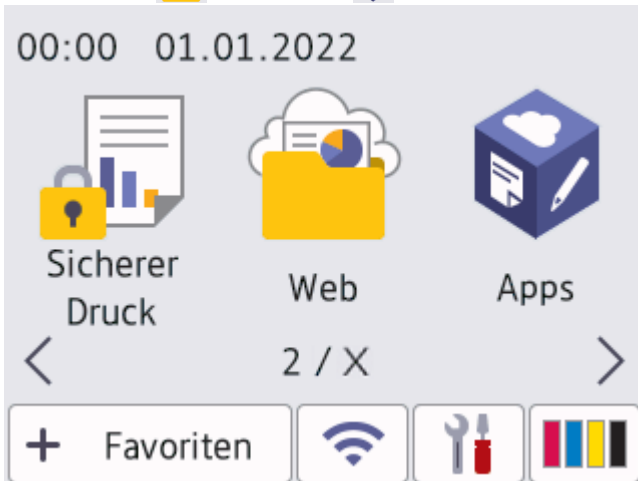 00:00 01.01.2022
Sicherer
Druck
Web
Apps
2 / X
+ Favoriten